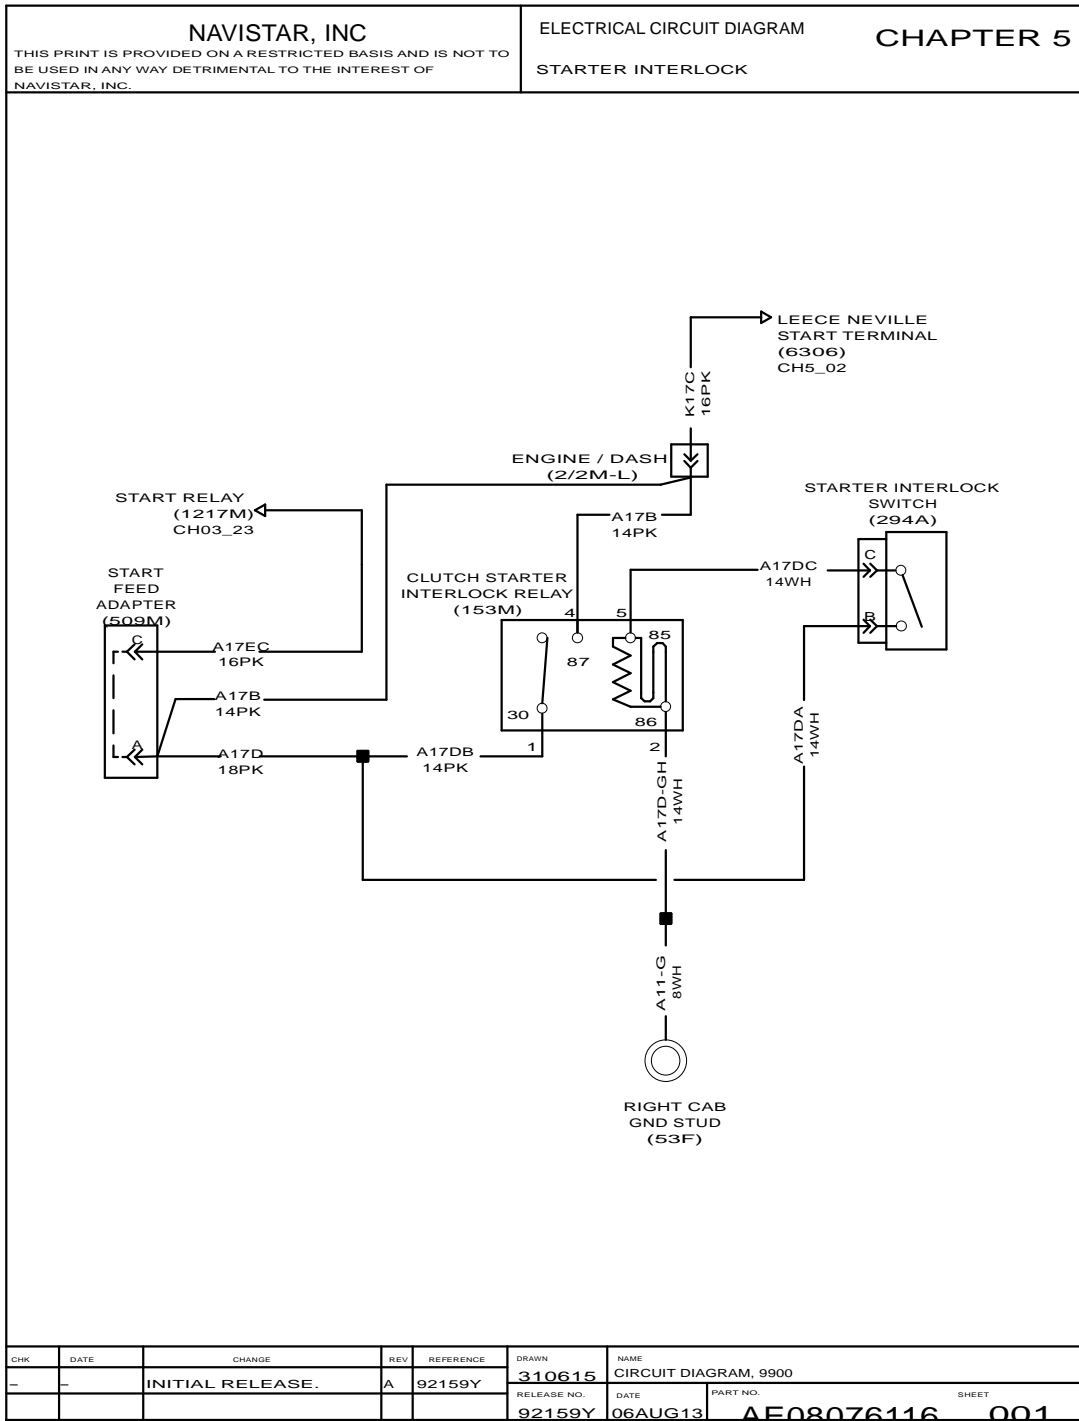 NAVISTAR, INC
THIS PRINT IS PROVIDED ON A RESTRICTED BASIS AND IS NOT TO
BE USED IN ANY WAY DETRIMENTAL TO THE INTEREST OF
NAVISTAR, INC.
ELECTRICAL CIRCUIT DIAGRAM
STARTER INTERLOCK
CHAPTER 5
LEECE NEVILLE
START TERMINAL
(6306)
CH5_02
K17C
16PK
ENGINE / DASH
(2/2M-L)
START RELAY
(1217M)
CH03_23
A17B
14PK
STARTER INTERLOCK
SWITCH
(294A)
C
B
A17DC
14WH
START
FEED
ADAPTER
(509M)
C
A
CLUTCH STARTER
INTERLOCK RELAY
(153M)
4
5
85
87
30
86
1
2
A17EC
16PK
A17B
14PK
A17D
18PK
A17DB
14PK
A17D-GH
14WH
A17DA
14WH
A11-G
8WH
RIGHT CAB
GND STUD
(53F)
CHK
DATE
CHANGE
REV
REFERENCE
–
–
INITIAL RELEASE.
A
92159Y
DRAWN
310615
NAME
CIRCUIT DIAGRAM, 9900
RELEASE NO.
92159Y
DATE
06AUG13
PART NO.
AE08076116
SHEET
001